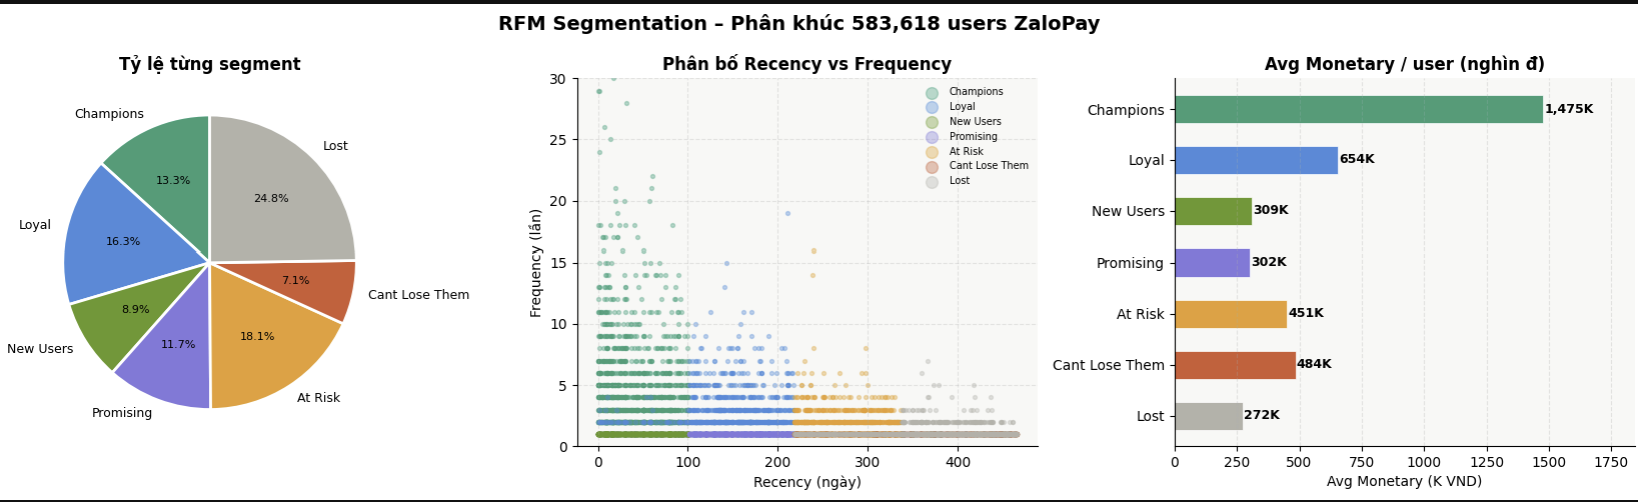 RFM Segmentation – Phân khúc 583,618 users ZaloPay
Tỷ lệ từng segment
Champions
Lost
Loyal
New Users
Promising
At Risk
Cant Lose Them
13.3%
24.8%
16.3%
8.9%
11.7%
18.1%
7.1%
Phân bố Recency vs Frequency
Frequency (lần)
30
25
20
15
10
5
0
0 100 200 300 400
Recency (ngày)
Champions
Loyal
New Users
Promising
At Risk
Cant Lose Them
Lost
Avg Monetary / user (nghìn đ)
Champions 1,475K
Loyal 654K
New Users 309K
Promising 302K
At Risk 451K
Cant Lose Them 484K
Lost 272K
0 250 500 750 1000 1250 1500 1750
Avg Monetary (K VND)